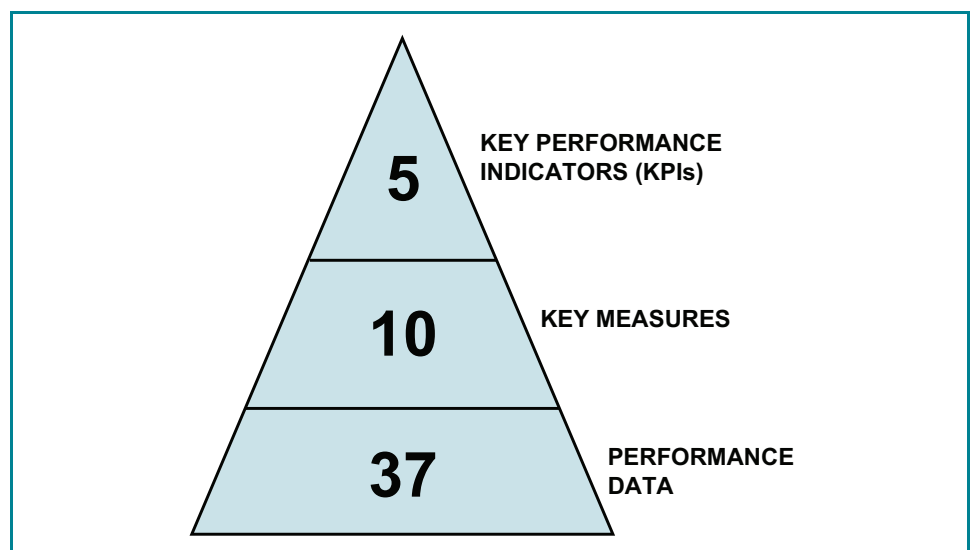 5
KEY PERFORMANCE
INDICATORS (KPIs)
10
KEY MEASURES
37
PERFORMANCE
DATA